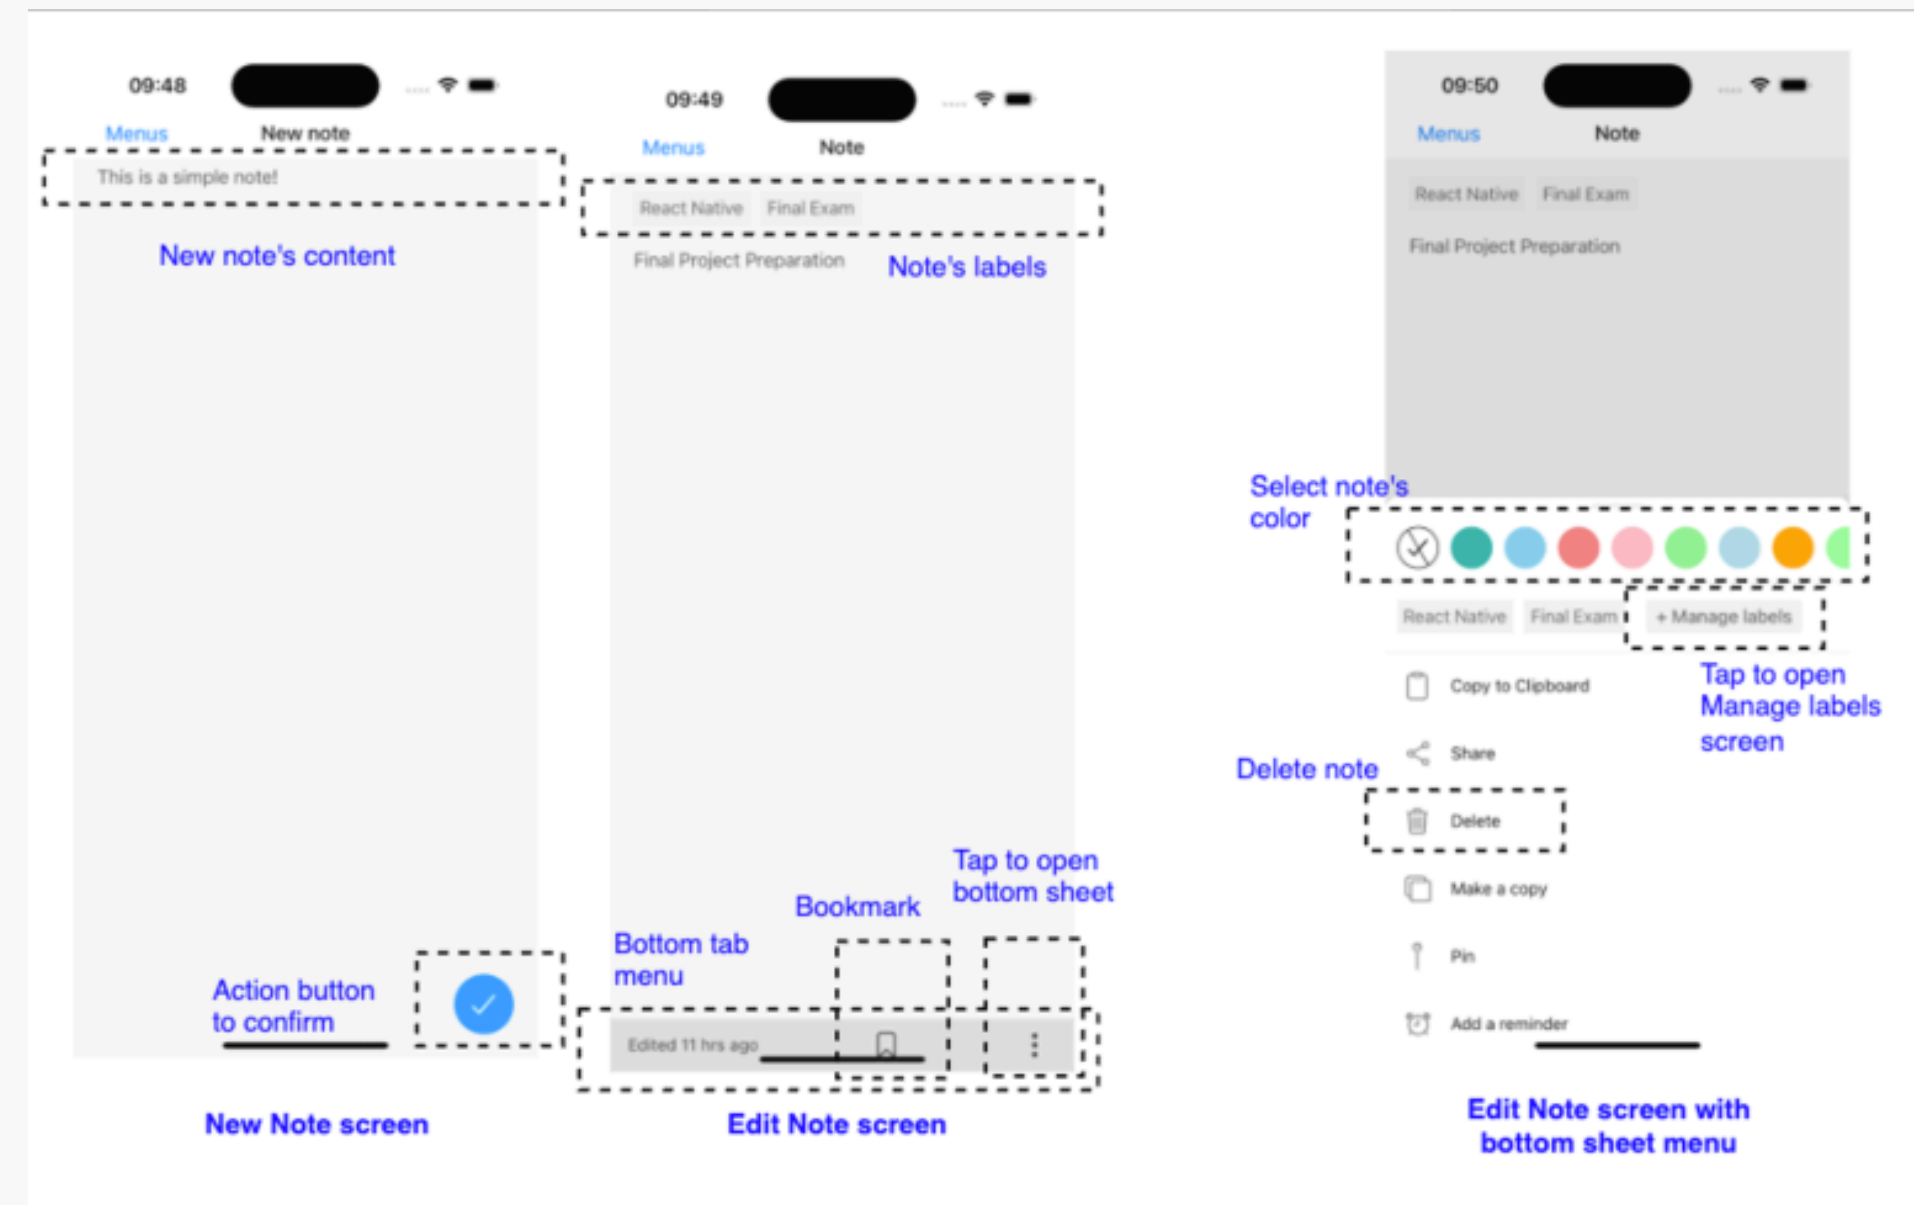 09:48
Menus
New note
This is a simple note!
New note's content
Action button
to confirm
New Note screen
09:49
Menus
Note
React Native
Final Exam
Final Project Preparation
Note's labels
Tap to open
bottom sheet
Bookmark
Bottom tab
menu
Edited 11 hrs ago
Edit Note screen
09:50
Menus
Note
React Native
Final Exam
Final Project Preparation
Select note's
color
React Native
Final Exam
+ Manage labels
Tap to open
Manage labels
screen
Copy to Clipboard
Share
Delete note
Delete
Make a copy
Pin
Add a reminder
Edit Note screen with
bottom sheet menu